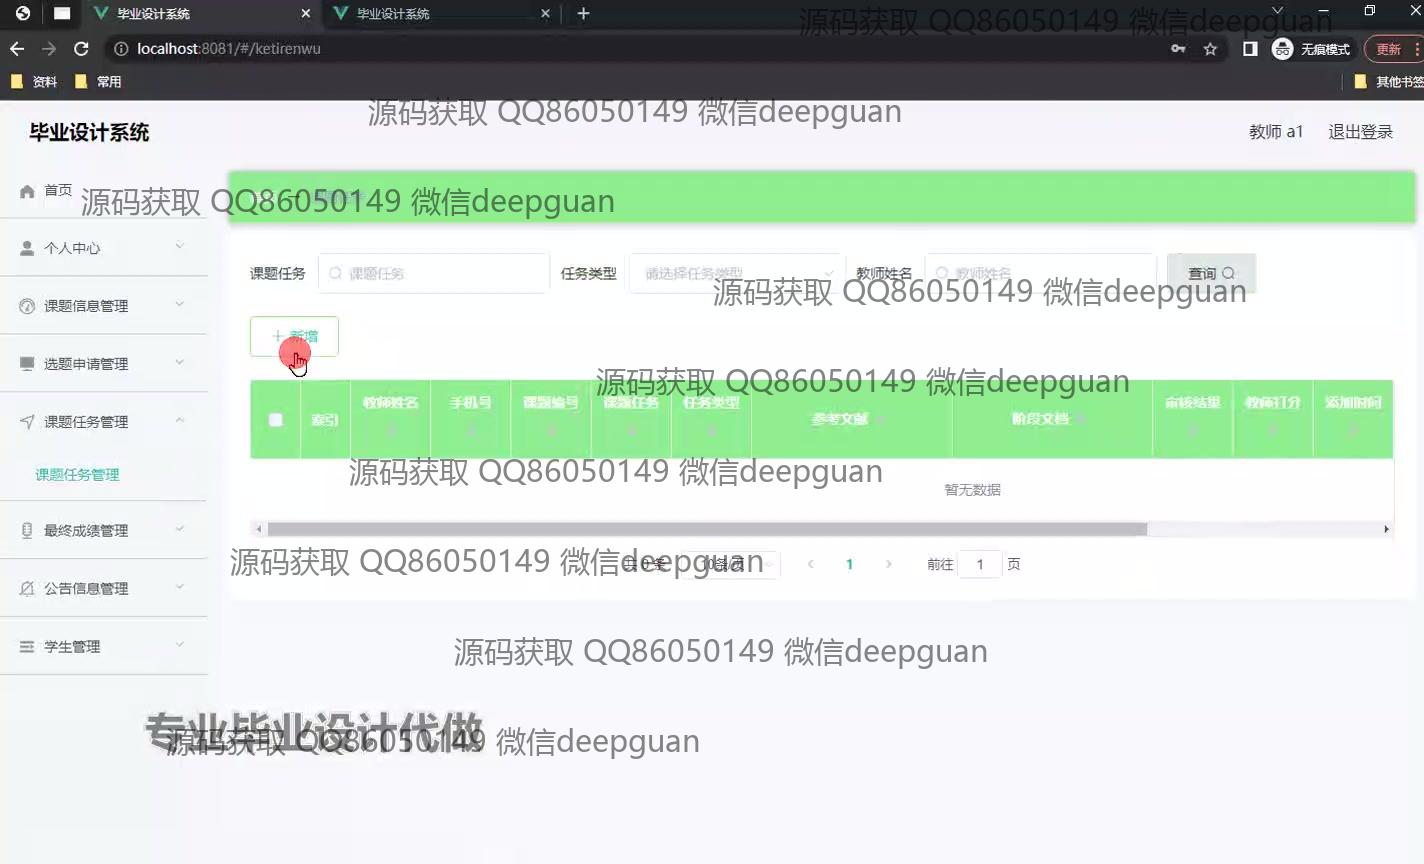 毕业设计系统
毕业设计系统
源码获取 QQ86050149 微信deepguan
localhost:8081/#/ketirenwu
无痕模式
更新
资料
常用
其他书签
源码获取 QQ86050149 微信deepguan
毕业设计系统
教师 a1
退出登录
首页
源码获取 QQ86050149 微信deepguan
个人中心
课题任务
课题任务
任务类型
请选择任务类型
教师姓名
教师姓名
查询
源码获取 QQ86050149 微信deepguan
课题信息管理
新增
选题申请管理
源码获取 QQ86050149 微信deepguan
索引
教师姓名
手机号
课题编号
课题任务
任务类型
参考文献
阶段文档
审核结果
教师打分
添加时间
课题任务管理
课题任务管理
源码获取 QQ86050149 微信deepguan
暂无数据
最终成绩管理
源码获取 QQ86050149 微信deepguan
共 0 条
10条/页
1
前往
1
页
公告信息管理
学生管理
源码获取 QQ86050149 微信deepguan
专业毕业设计代做
源码获取 QQ86050149 微信deepguan